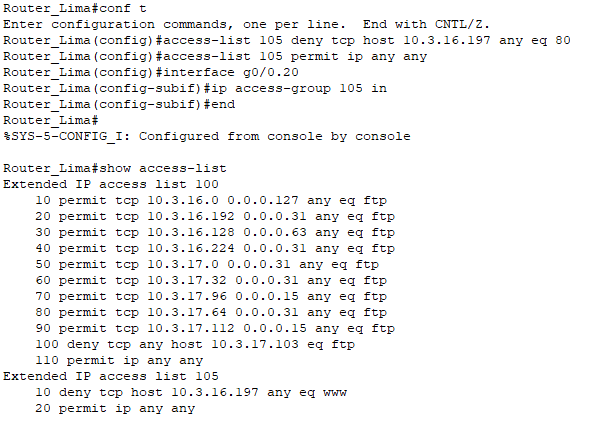 Router_Lima#conf t
Enter configuration commands, one per line.  End with CNTL/Z.
Router_Lima(config)#access-list 105 deny tcp host 10.3.16.197 any eq 80
Router_Lima(config)#access-list 105 permit ip any any
Router_Lima(config)#interface g0/0.20
Router_Lima(config-subif)#ip access-group 105 in
Router_Lima(config-subif)#end
Router_Lima#
%SYS-5-CONFIG_I: Configured from console by console

Router_Lima#show access-list
Extended IP access list 100
    10 permit tcp 10.3.16.0 0.0.0.127 any eq ftp
    20 permit tcp 10.3.16.192 0.0.0.31 any eq ftp
    30 permit tcp 10.3.16.128 0.0.0.63 any eq ftp
    40 permit tcp 10.3.16.224 0.0.0.31 any eq ftp
    50 permit tcp 10.3.17.0 0.0.0.31 any eq ftp
    60 permit tcp 10.3.17.32 0.0.0.31 any eq ftp
    70 permit tcp 10.3.17.96 0.0.0.15 any eq ftp
    80 permit tcp 10.3.17.64 0.0.0.31 any eq ftp
    90 permit tcp 10.3.17.112 0.0.0.15 any eq ftp
    100 deny tcp any host 10.3.17.103 eq ftp
    110 permit ip any any
Extended IP access list 105
    10 deny tcp host 10.3.16.197 any eq www
    20 permit ip any any